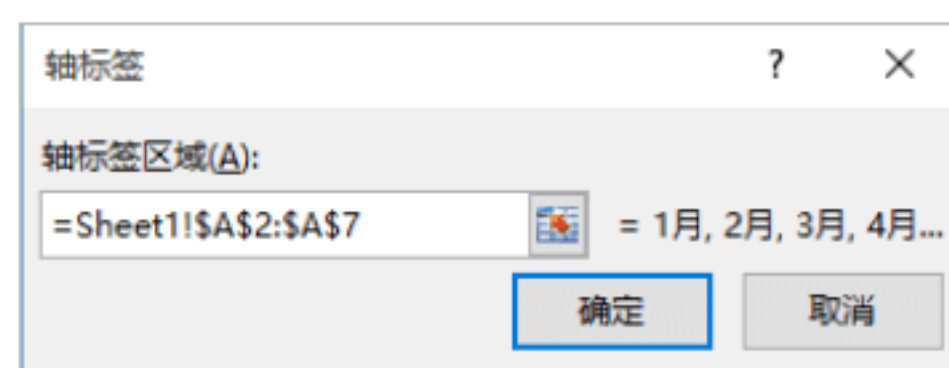 轴标签
轴标签区域(A):
=Sheet1!$A$2:$A$7 = 1月, 2月, 3月, 4月...
确定 取消